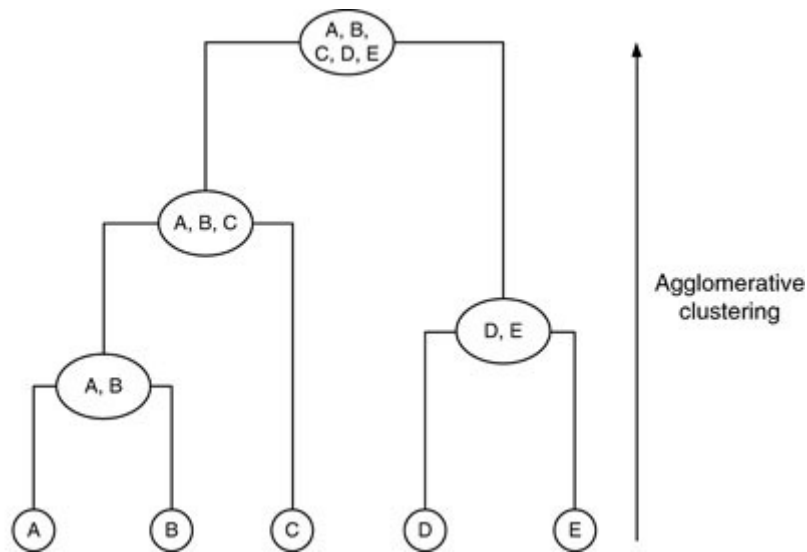 A, B,
C, D, E
A, B, C
Agglomerative
clustering
D, E
A, B
A
B
C
D
E